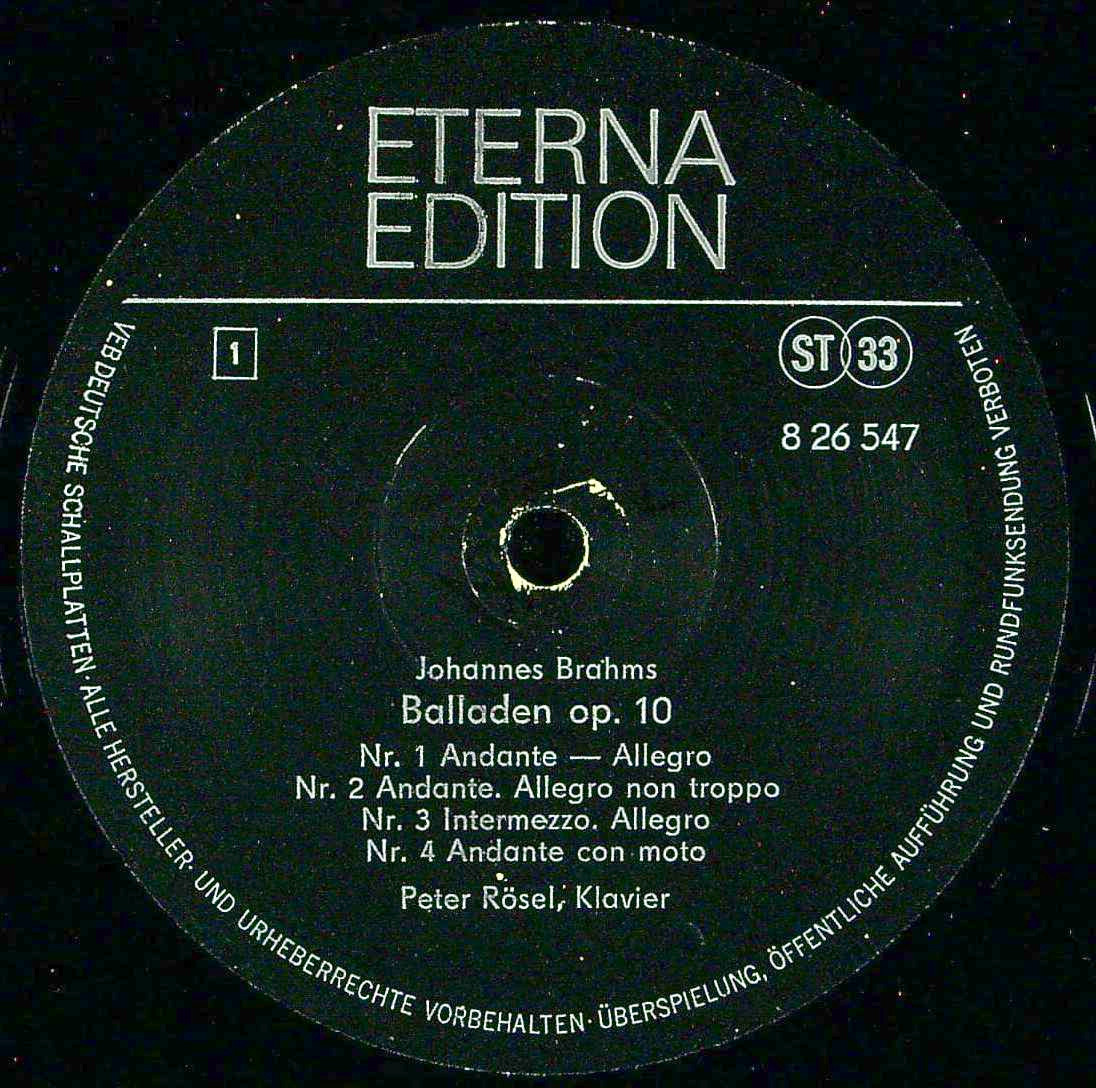 ETERNA
EDITION
1
ST 33
8 26 547
Johannes Brahms
Balladen op. 10
Nr. 1 Andante — Allegro
Nr. 2 Andante. Allegro non troppo
Nr. 3 Intermezzo. Allegro
Nr. 4 Andante con moto
Peter Rösel, Klavier
VEB DEUTSCHE SCHALLPLATTEN · ALLE HERSTELLER- UND URHEBERRECHTE VORBEHALTEN · ÜBERSPIELUNG, ÖFFENTLICHE AUFFÜHRUNG UND RUNDFUNKSENDUNG VERBOTEN